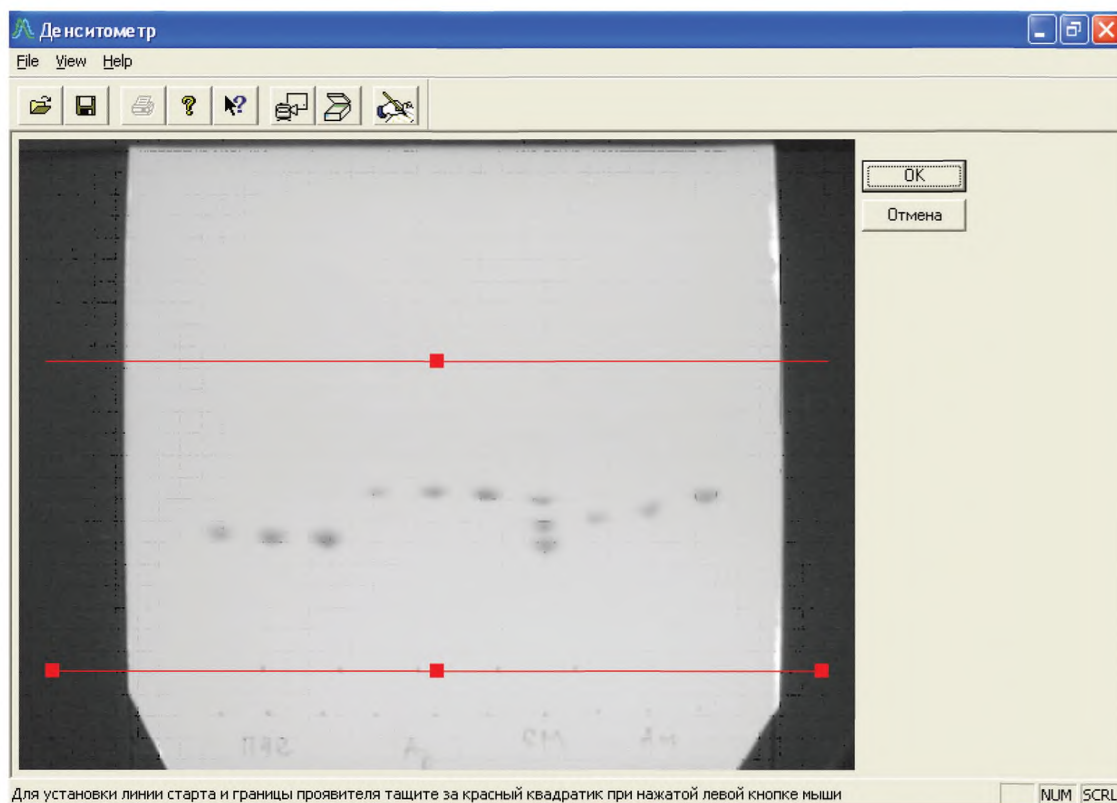 Денситометр
File View Help
OK
Отмена
Для установки линии старта и границы проявителя тащите за красный квадратик при нажатой левой кнопке мыши
NUM SCRL